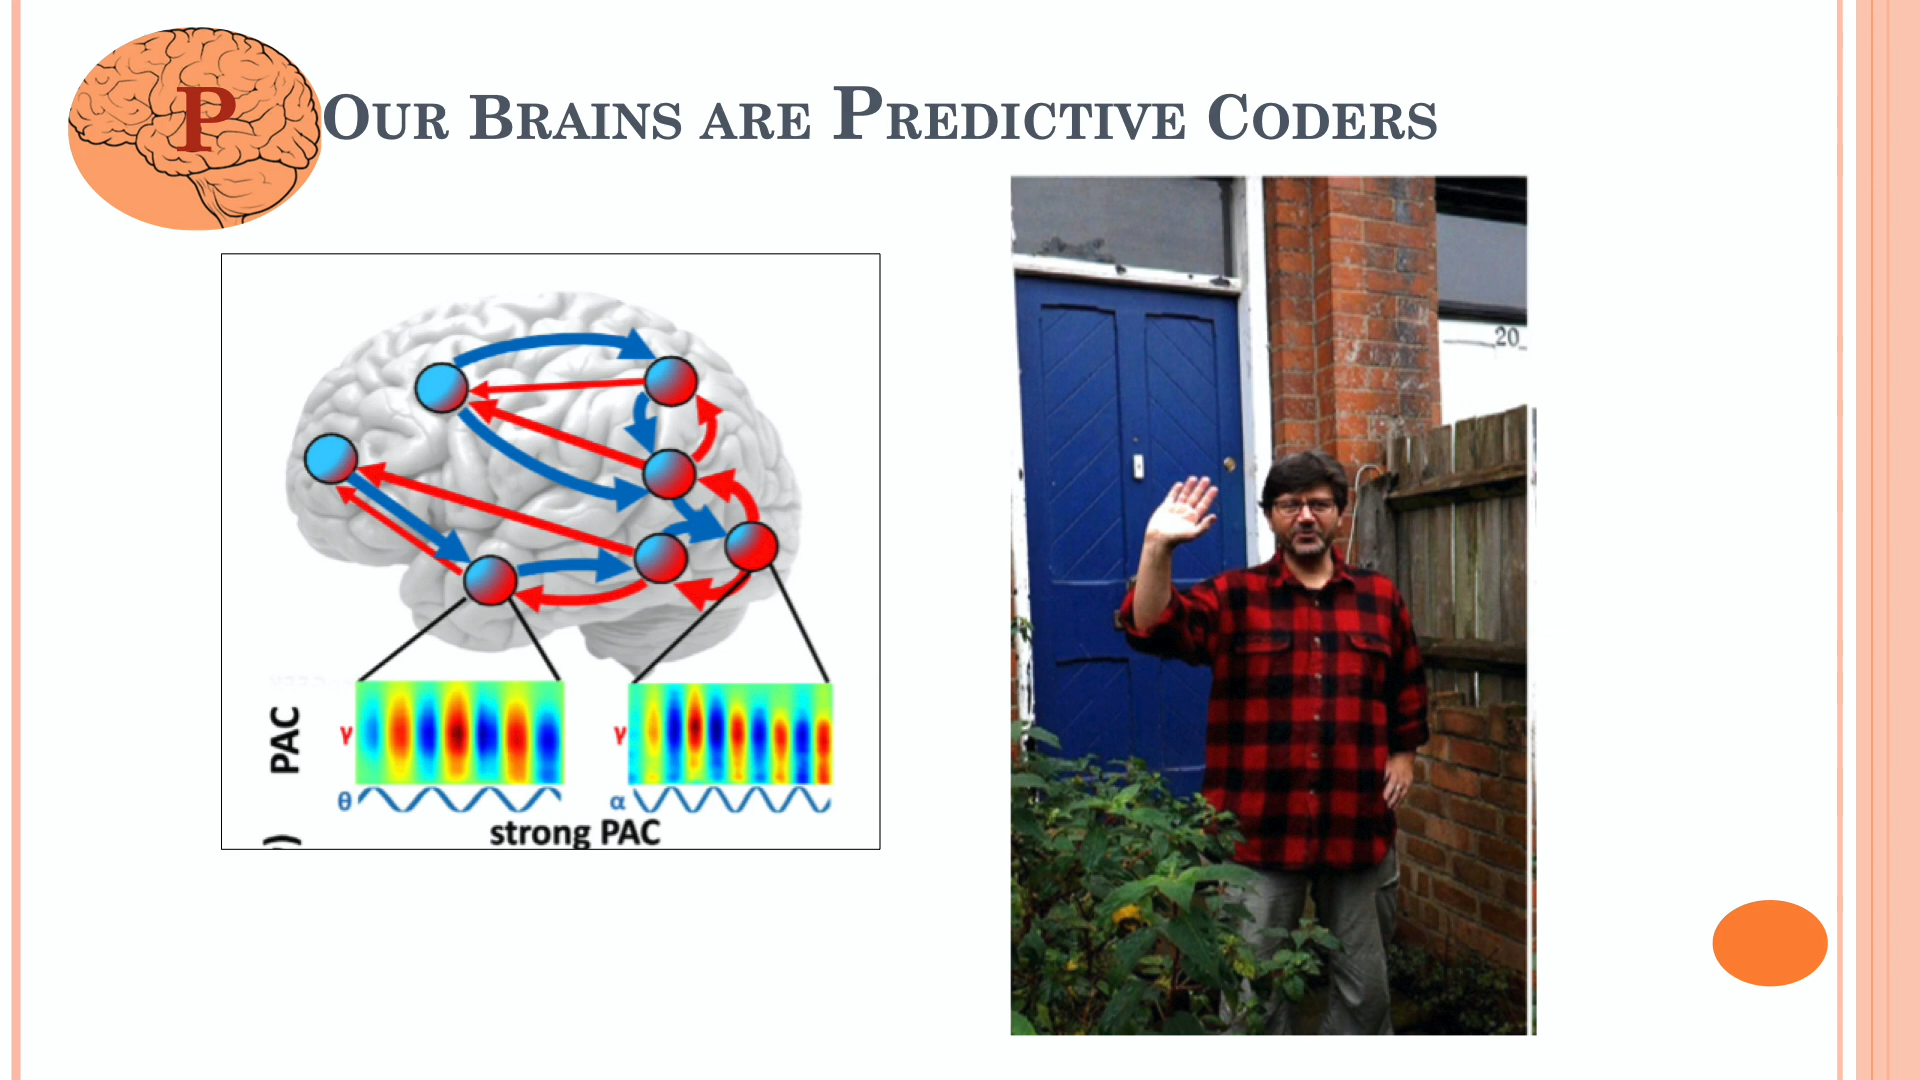 P
Our Brains are Predictive Coders
20
PAC
γ
γ
θ
α
strong PAC